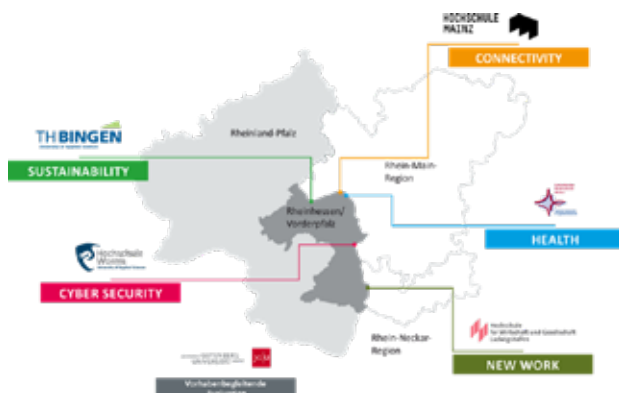 HOCHSCHULE
MAINZ
CONNECTIVITY
TH BINGEN
SUSTAINABILITY
Rheinland-Pfalz
Rhein-Main-
Region
Rheinhessen/
Vorderpfalz
HEALTH
Hochschule
Worms
CYBER SECURITY
Hochschule
für Wirtschaft und Gesellschaft
Ludwigshafen
Rhein-Neckar-
Region
NEW WORK
Vorhabenbegleitende